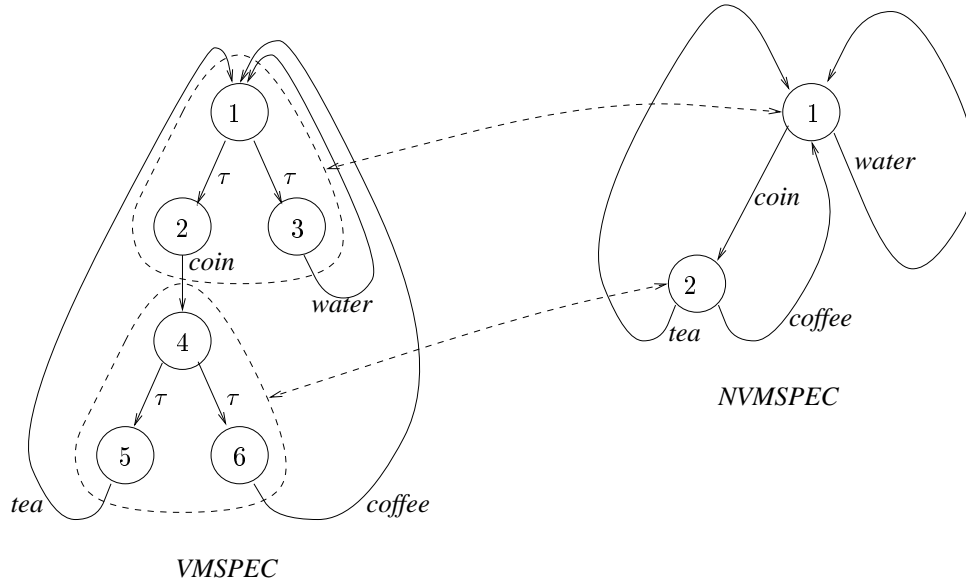 1
τ
τ
2
3
coin
water
4
τ
τ
5
6
tea
coffee
VMSPEC
1
water
coin
2
tea
coffee
NVMSPEC